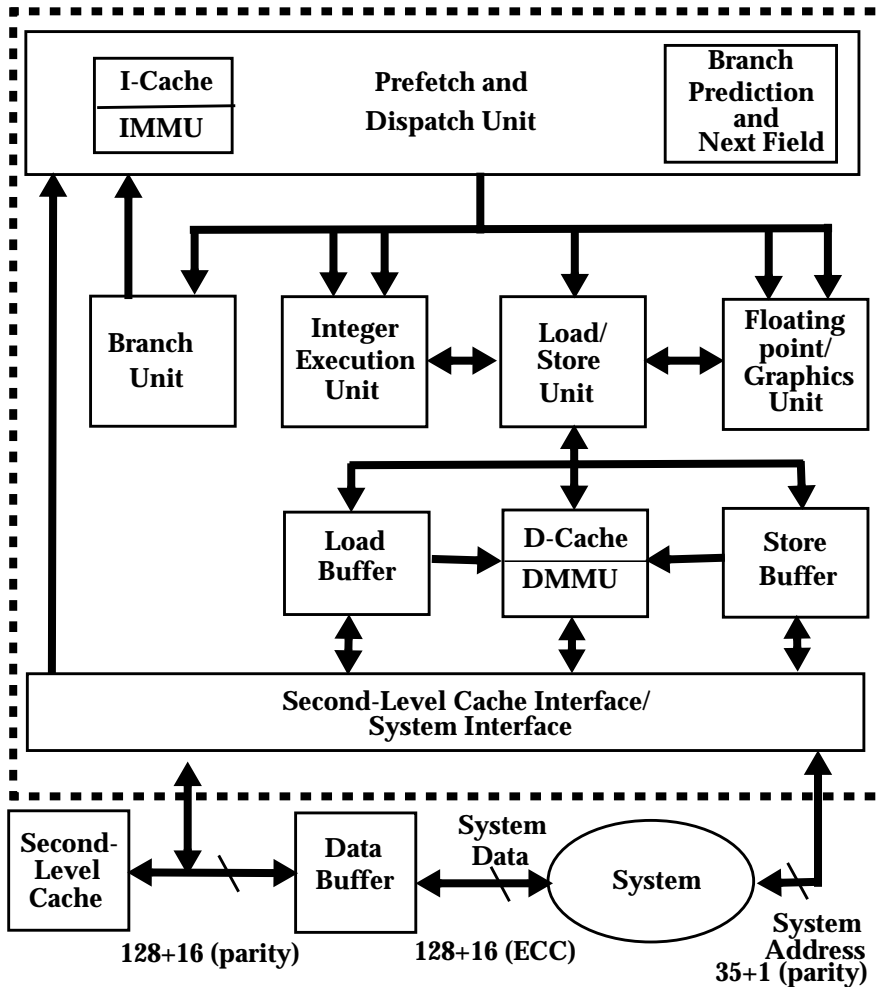 I-Cache
IMMU
Prefetch and
Dispatch Unit
Branch
Prediction
and
Next Field
Branch
Unit
Integer
Execution
Unit
Load/
Store
Unit
Floating
point/
Graphics
Unit
Load
Buffer
D-Cache
DMMU
Store
Buffer
Second-Level Cache Interface/
System Interface
Second-
Level
Cache
Data
Buffer
System
Data
System
128+16 (parity)
128+16 (ECC)
System
Address
35+1 (parity)